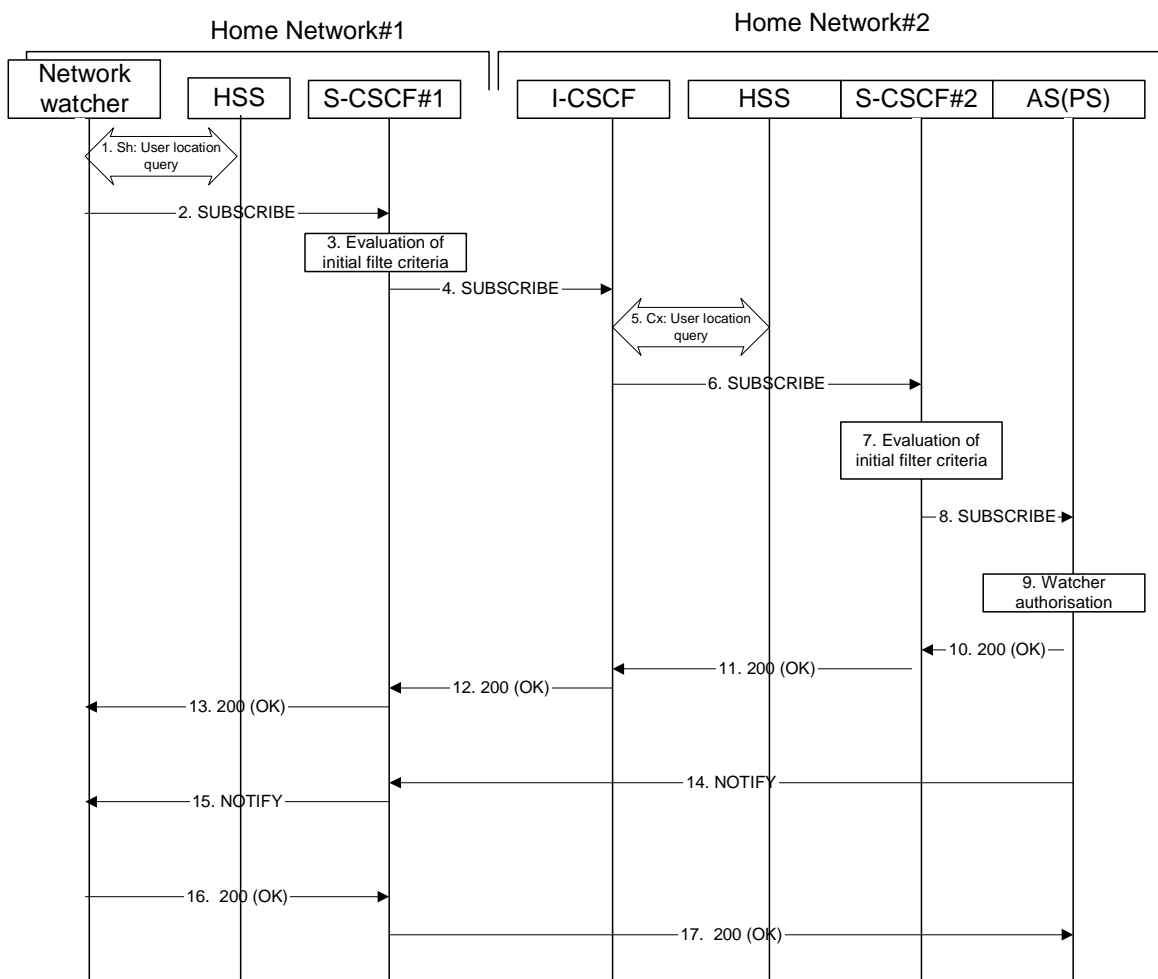 Home Network#1
Home Network#2
Network
watcher
HSS
S-CSCF#1
I-CSCF
HSS
S-CSCF#2
AS(PS)
1. Sh: User location
query
2. SUBSCRIBE
3. Evaluation of
initial filte criteria
4. SUBSCRIBE
5. Cx: User location
query
6. SUBSCRIBE
7. Evaluation of
initial filter criteria
8. SUBSCRIBE
9. Watcher
authorisation
10. 200 (OK)
11. 200 (OK)
12. 200 (OK)
13. 200 (OK)
14. NOTIFY
15. NOTIFY
16. 200 (OK)
17. 200 (OK)